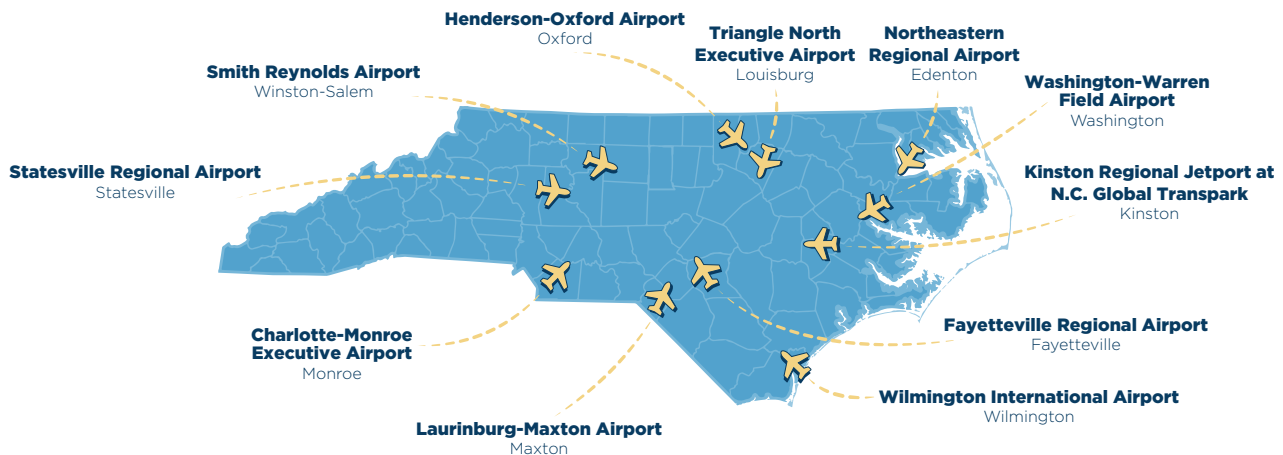 Henderson-Oxford Airport
Oxford
Triangle North
Executive Airport
Louisburg
Northeastern
Regional Airport
Edenton
Smith Reynolds Airport
Winston-Salem
Washington-Warren
Field Airport
Washington
Statesville Regional Airport
Statesville
Kinston Regional Jetport at
N.C. Global Transpark
Kinston
Charlotte-Monroe
Executive Airport
Monroe
Fayetteville Regional Airport
Fayetteville
Laurinburg-Maxton Airport
Maxton
Wilmington International Airport
Wilmington